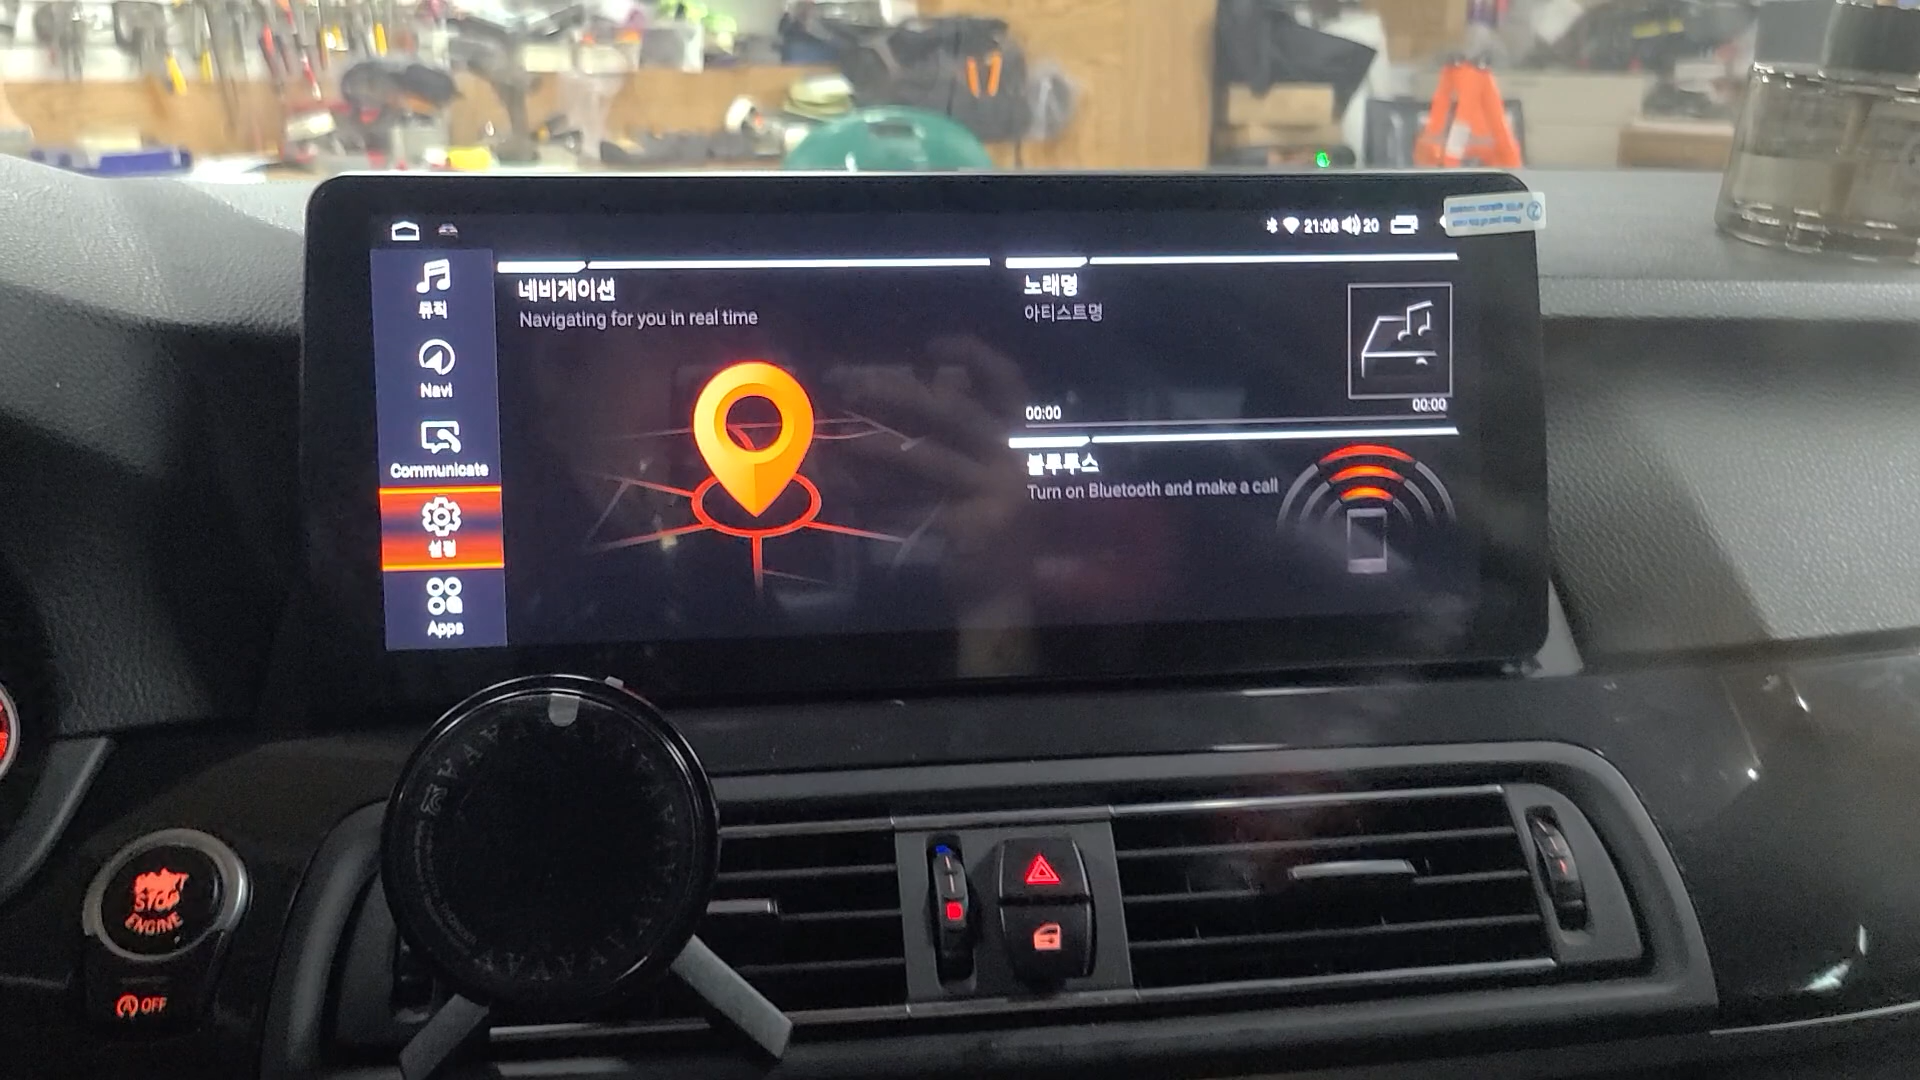 21:08 20
뮤직
Navi
Communicate
설정
Apps
네비게이션
Navigating for you in real time
노래명
아티스트명
00:00
00:00
블루투스
Turn on Bluetooth and make a call
START
STOP
ENGINE
A OFF